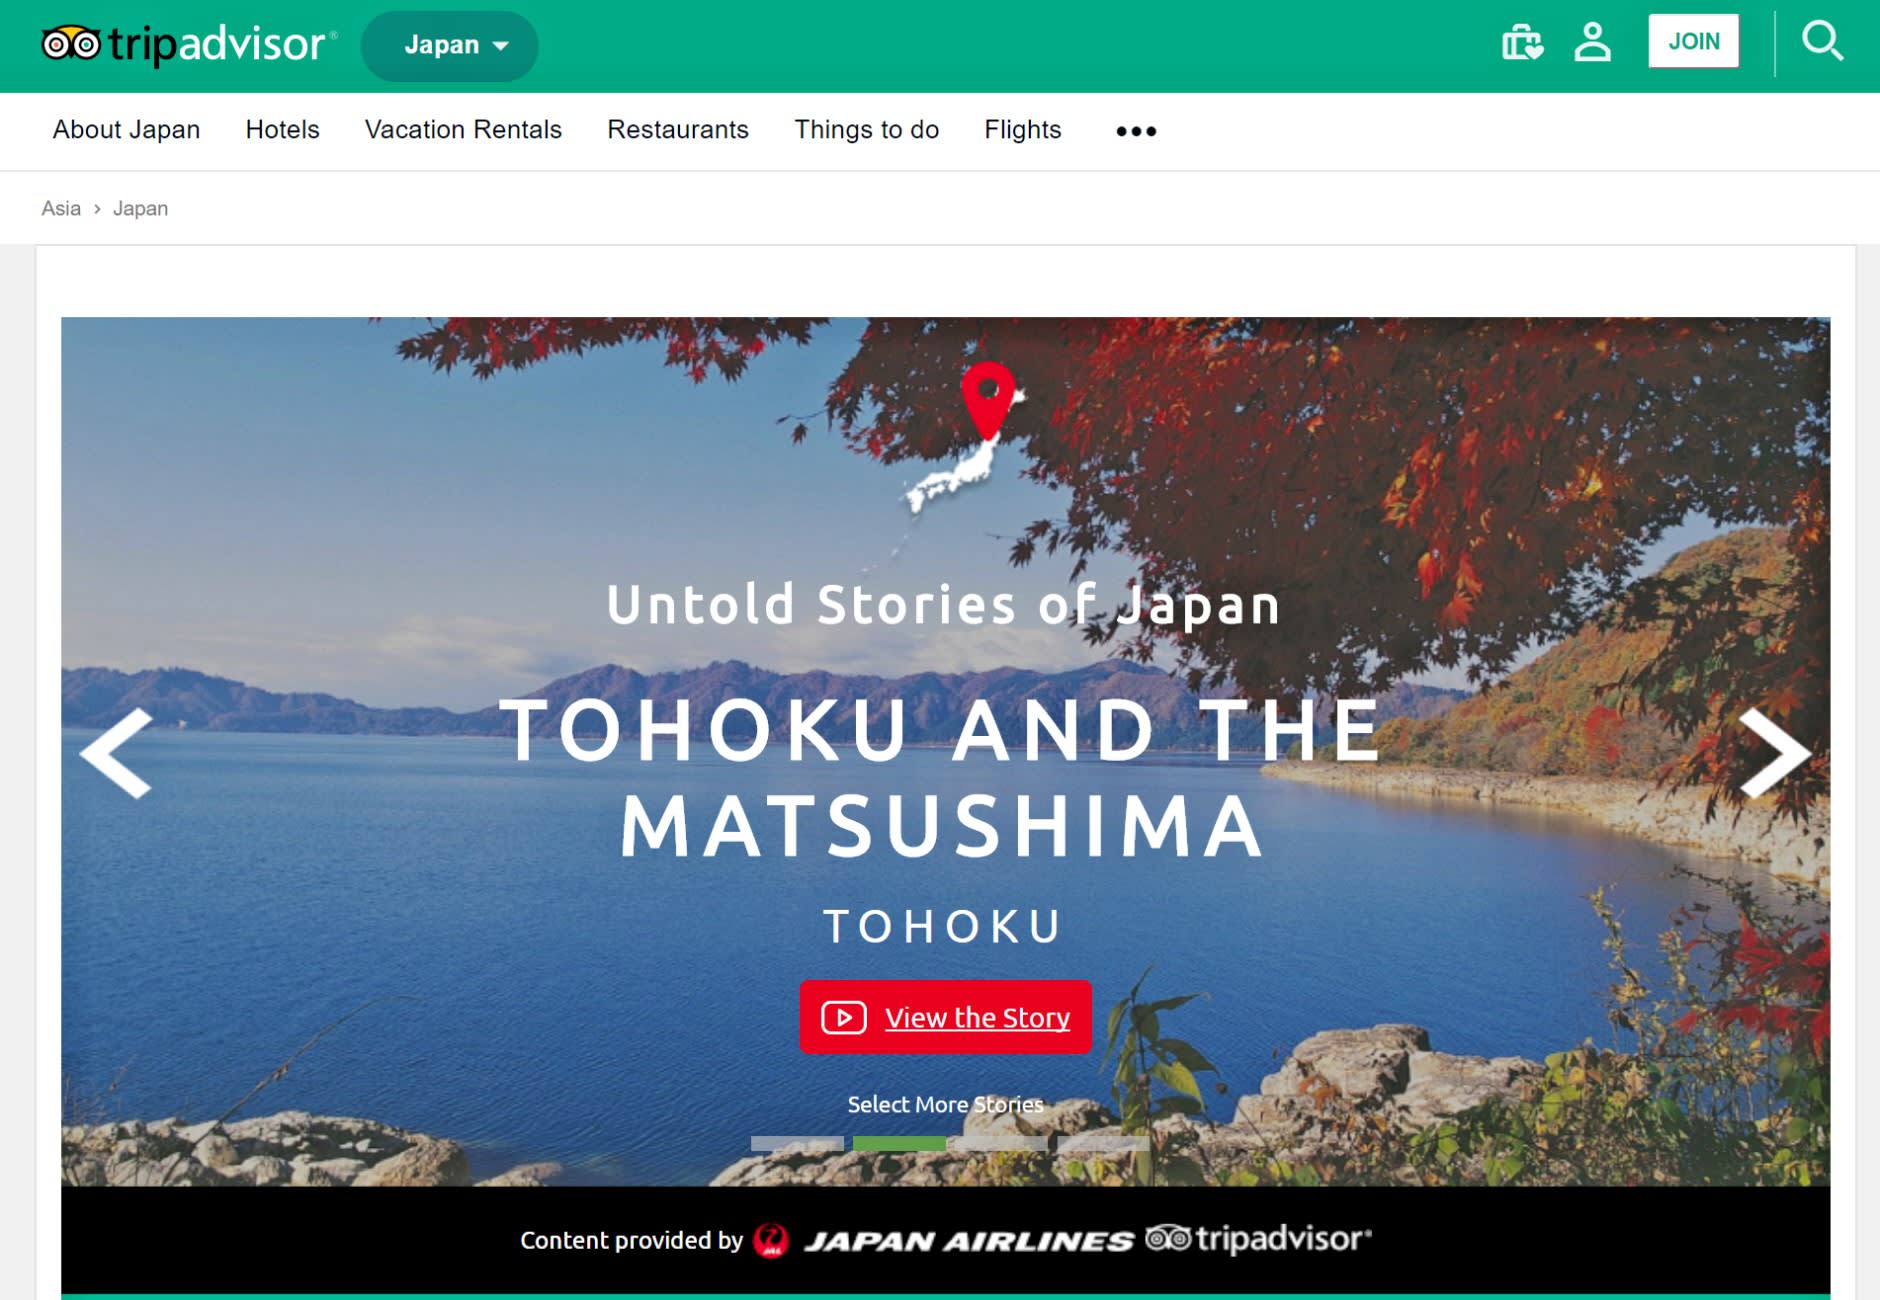 tripadvisor®
Japan
JOIN
About Japan
Hotels
Vacation Rentals
Restaurants
Things to do
Flights
Asia › Japan
Untold Stories of Japan
TOHOKU AND THE
MATSUSHIMA
TOHOKU
View the Story
Select More Stories
Content provided by JAL JAPAN AIRLINES tripadvisor®